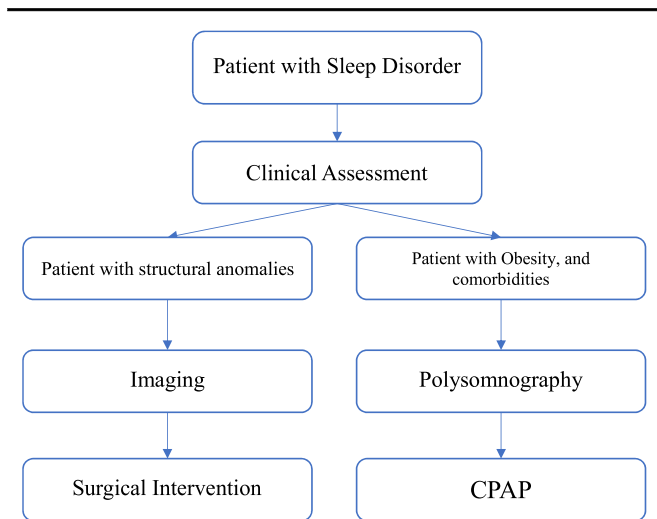 Patient with Sleep Disorder
Clinical Assessment
Patient with structural anomalies
Patient with Obesity, and
comorbidities
Imaging
Polysomnography
Surgical Intervention
CPAP